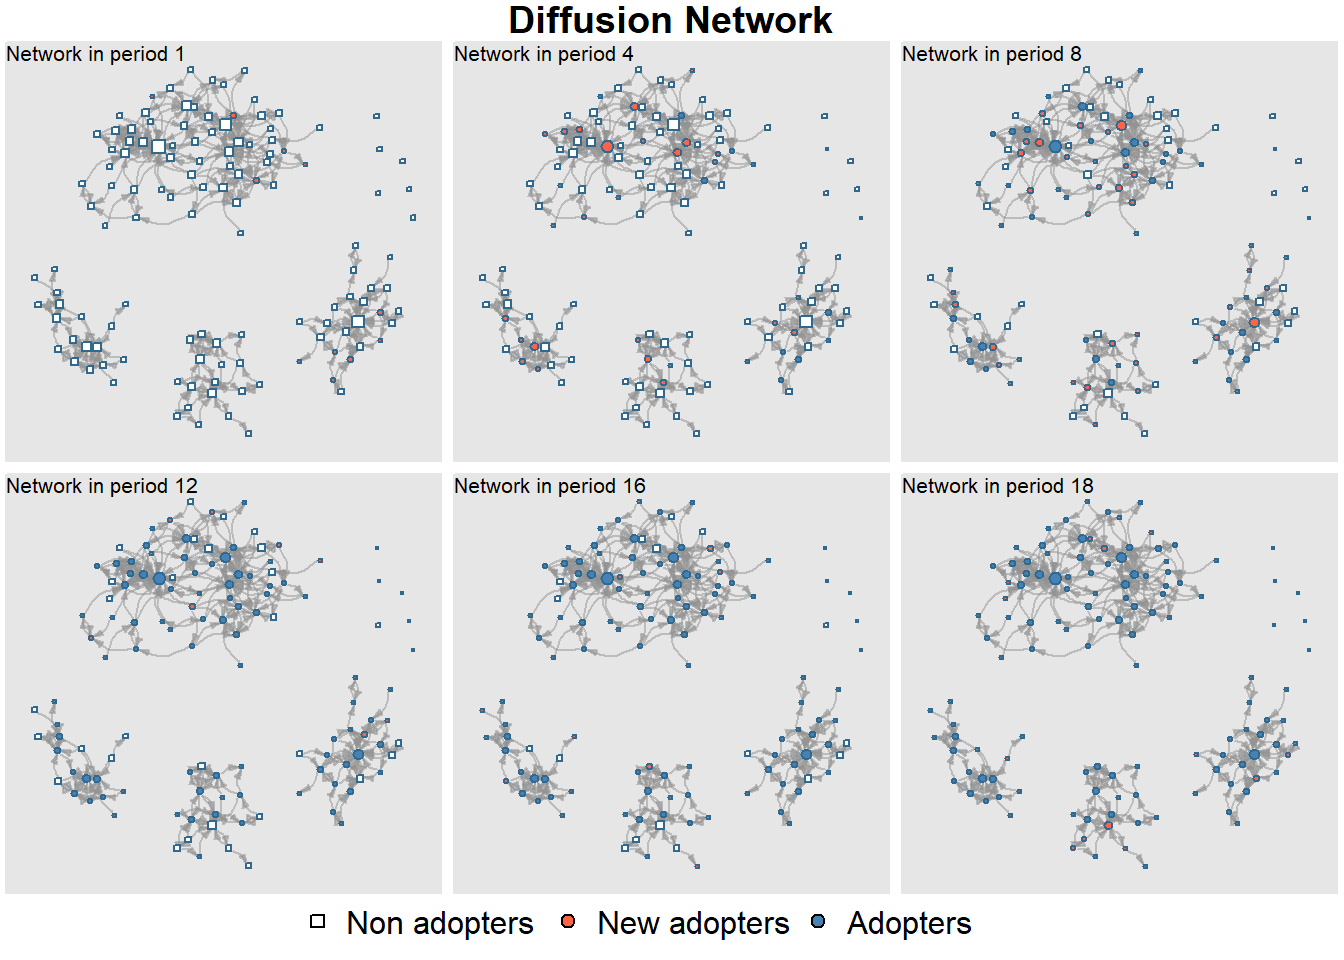 Diffusion Network
Network in period 1
Network in period 4
Network in period 8
Network in period 12
Network in period 16
Network in period 18
Non adopters
New adopters
Adopters